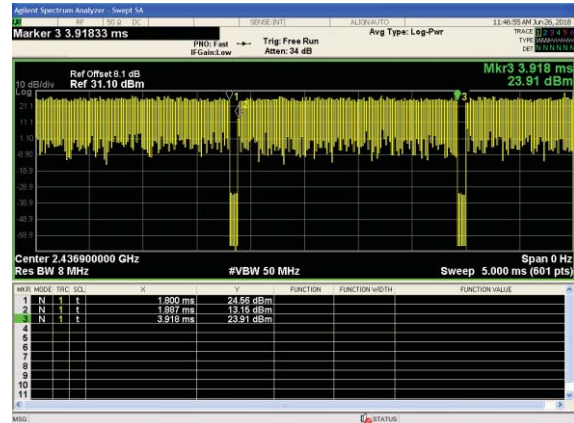 Agilent Spectrum Analyzer - Swept SA
RF 50 Ω DC SENSE:INT ALIGNAUTO 11:46:55 AM Jun 26, 2018
Marker 3 3.91833 ms
PNO: Fast
IFGain:Low
Trig: Free Run
Atten: 34 dB
Avg Type: Log-Pwr
TRACE 1 2 3 4 5 6
TYPE
DET N N N N N N
Ref Offset 8.1 dB
10 dB/div Ref 31.10 dBm
Mkr3 3.918 ms
23.91 dBm
Log
21.1
11.1
1.10
-8.90
-18.9
-28.9
-38.9
-48.9
-58.9
1
2
3
Center 2.436900000 GHz Span 0 Hz
Res BW 8 MHz #VBW 50 MHz Sweep 5.000 ms (601 pts)
MKR MODE TRC SCL X Y FUNCTION FUNCTION WIDTH FUNCTION VALUE
1 N 1 t 1.800 ms 24.56 dBm
2 N 1 t 1.887 ms 13.15 dBm
3 N 1 t 3.918 ms 23.91 dBm
4
5
6
7
8
9
10
11
MSG STATUS